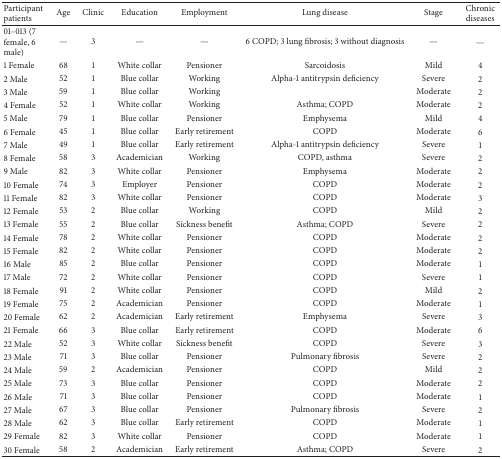 Participant patients Age Clinic Education Employment Lung disease Stage Chronic diseases
01–013 (7 female, 6 male) — 3 — — 6 COPD; 3 lung fibrosis; 3 without diagnosis — —
1 Female 68 1 White collar Pensioner Sarcoidosis Mild 4
2 Male 52 1 Blue collar Working Alpha-1 antitrypsin deficiency Severe 2
3 Male 59 1 Blue collar Working Moderate 2
4 Female 52 1 White collar Working Asthma; COPD Moderate 2
5 Male 79 1 Blue collar Pensioner Emphysema Mild 4
6 Female 45 1 Blue collar Early retirement COPD Moderate 6
7 Male 49 1 Blue collar Early retirement Alpha-1 antitrypsin deficiency Severe 1
8 Female 58 3 Academician Working COPD, asthma Severe 2
9 Male 82 3 White collar Pensioner Emphysema Moderate 2
10 Female 74 3 Employer Pensioner COPD Moderate 2
11 Female 82 3 White collar Pensioner COPD Moderate 3
12 Female 53 2 Blue collar Working COPD Mild 2
13 Female 55 2 Blue collar Sickness benefit Asthma; COPD Severe 2
14 Female 78 2 White collar Pensioner COPD Moderate 2
15 Female 82 2 White collar Pensioner COPD Moderate 2
16 Male 85 2 Blue collar Pensioner COPD Moderate 1
17 Male 72 2 White collar Pensioner COPD Severe 1
18 Female 91 2 White collar Pensioner COPD Mild 2
19 Female 75 2 Academician Pensioner COPD Moderate 1
20 Female 62 2 Academician Early retirement Emphysema Severe 3
21 Female 66 3 Blue collar Early retirement COPD Moderate 6
22 Male 52 3 White collar Sickness benefit COPD Severe 3
23 Male 71 3 Blue collar Pensioner Pulmonary fibrosis Severe 2
24 Male 59 2 Academician Pensioner COPD Mild 2
25 Male 73 3 Blue collar Pensioner COPD Moderate 2
26 Male 71 3 Blue collar Pensioner COPD Moderate 1
27 Male 67 3 Blue collar Pensioner Pulmonary fibrosis Severe 2
28 Male 62 3 Blue collar Early retirement COPD Moderate 1
29 Female 82 3 White collar Pensioner COPD Moderate 1
30 Female 58 2 Academician Early retirement Asthma; COPD Severe 2